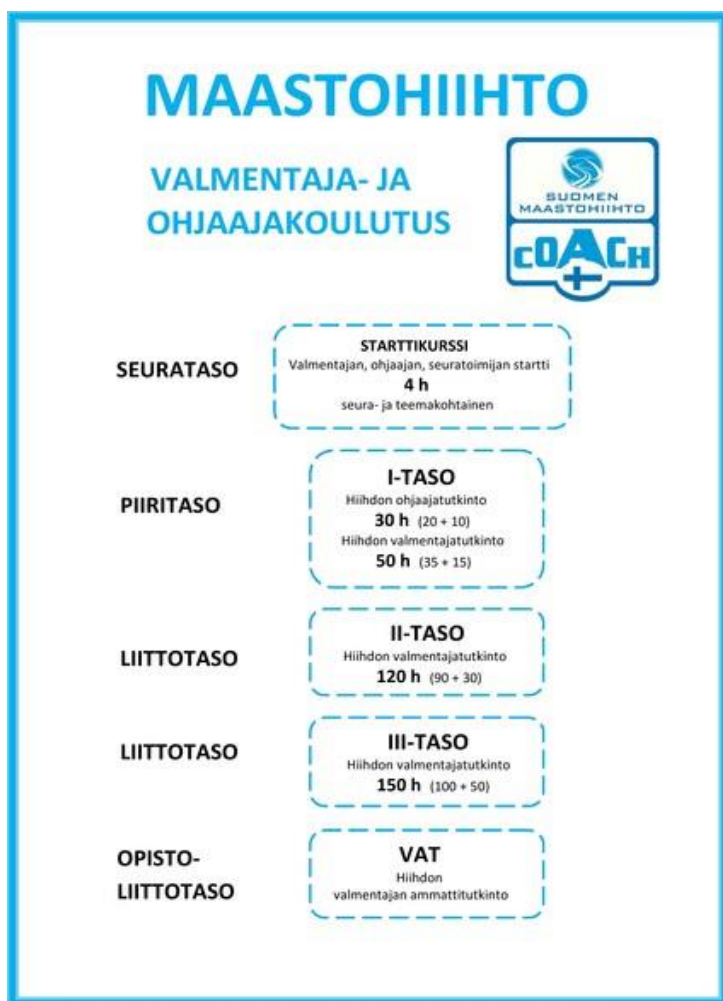 MAASTOHIIHTO
VALMENTAJA- JA
OHJAAJAKOULUTUS
SUOMEN
MAASTOHIIHTO
COACH
SEURATASO
STARTTIKURSSI
Valmentajan, ohjaajan, seuratoimijan startti
4 h
seura- ja teemakohtainen
PIIRITASO
I-TASO
Hiihdon ohjaajatutkinto
30 h (20 + 10)
Hiihdon valmentajatutkinto
50 h (35 + 15)
LIITTOTASO
II-TASO
Hiihdon valmentajatutkinto
120 h (90 + 30)
LIITTOTASO
III-TASO
Hiihdon valmentajatutkinto
150 h (100 + 50)
OPISTO-
LIITTOTASO
VAT
Hiihdon
valmentajan ammattitutkinto